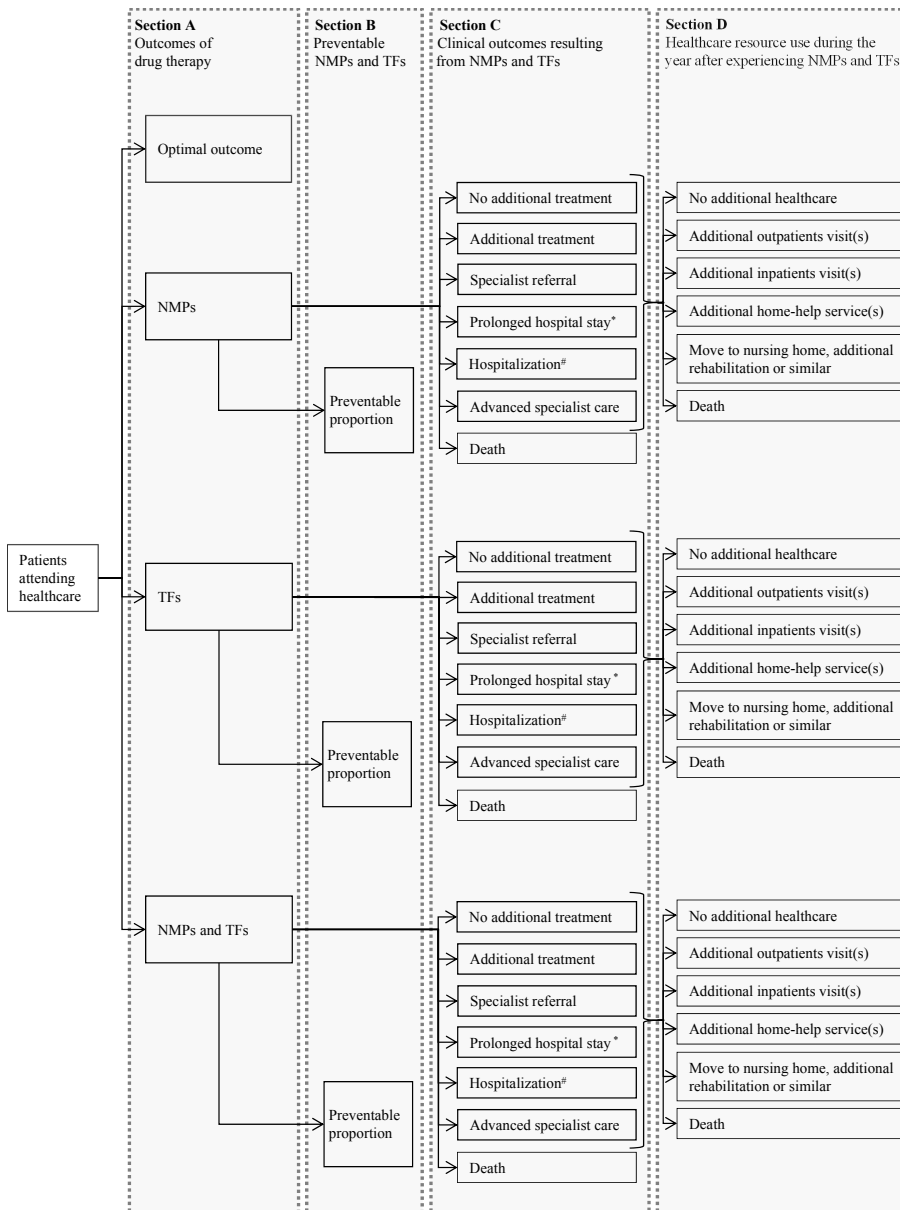 Section A
Outcomes of
drug therapy
Section B
Preventable
NMPs and TFs
Section C
Clinical outcomes resulting
from NMPs and TFs
Section D
Healthcare resource use during the
year after experiencing NMPs and TFs
Patients
attending
healthcare
Optimal outcome
NMPs
Preventable
proportion
No additional treatment
Additional treatment
Specialist referral
Prolonged hospital stay*
Hospitalization#
Advanced specialist care
Death
No additional healthcare
Additional outpatients visit(s)
Additional inpatients visit(s)
Additional home-help service(s)
Move to nursing home, additional
rehabilitation or similar
Death
TFs
Preventable
proportion
No additional treatment
Additional treatment
Specialist referral
Prolonged hospital stay*
Hospitalization#
Advanced specialist care
Death
No additional healthcare
Additional outpatients visit(s)
Additional inpatients visit(s)
Additional home-help service(s)
Move to nursing home, additional
rehabilitation or similar
Death
NMPs and TFs
Preventable
proportion
No additional treatment
Additional treatment
Specialist referral
Prolonged hospital stay*
Hospitalization#
Advanced specialist care
Death
No additional healthcare
Additional outpatients visit(s)
Additional inpatients visit(s)
Additional home-help service(s)
Move to nursing home, additional
rehabilitation or similar
Death